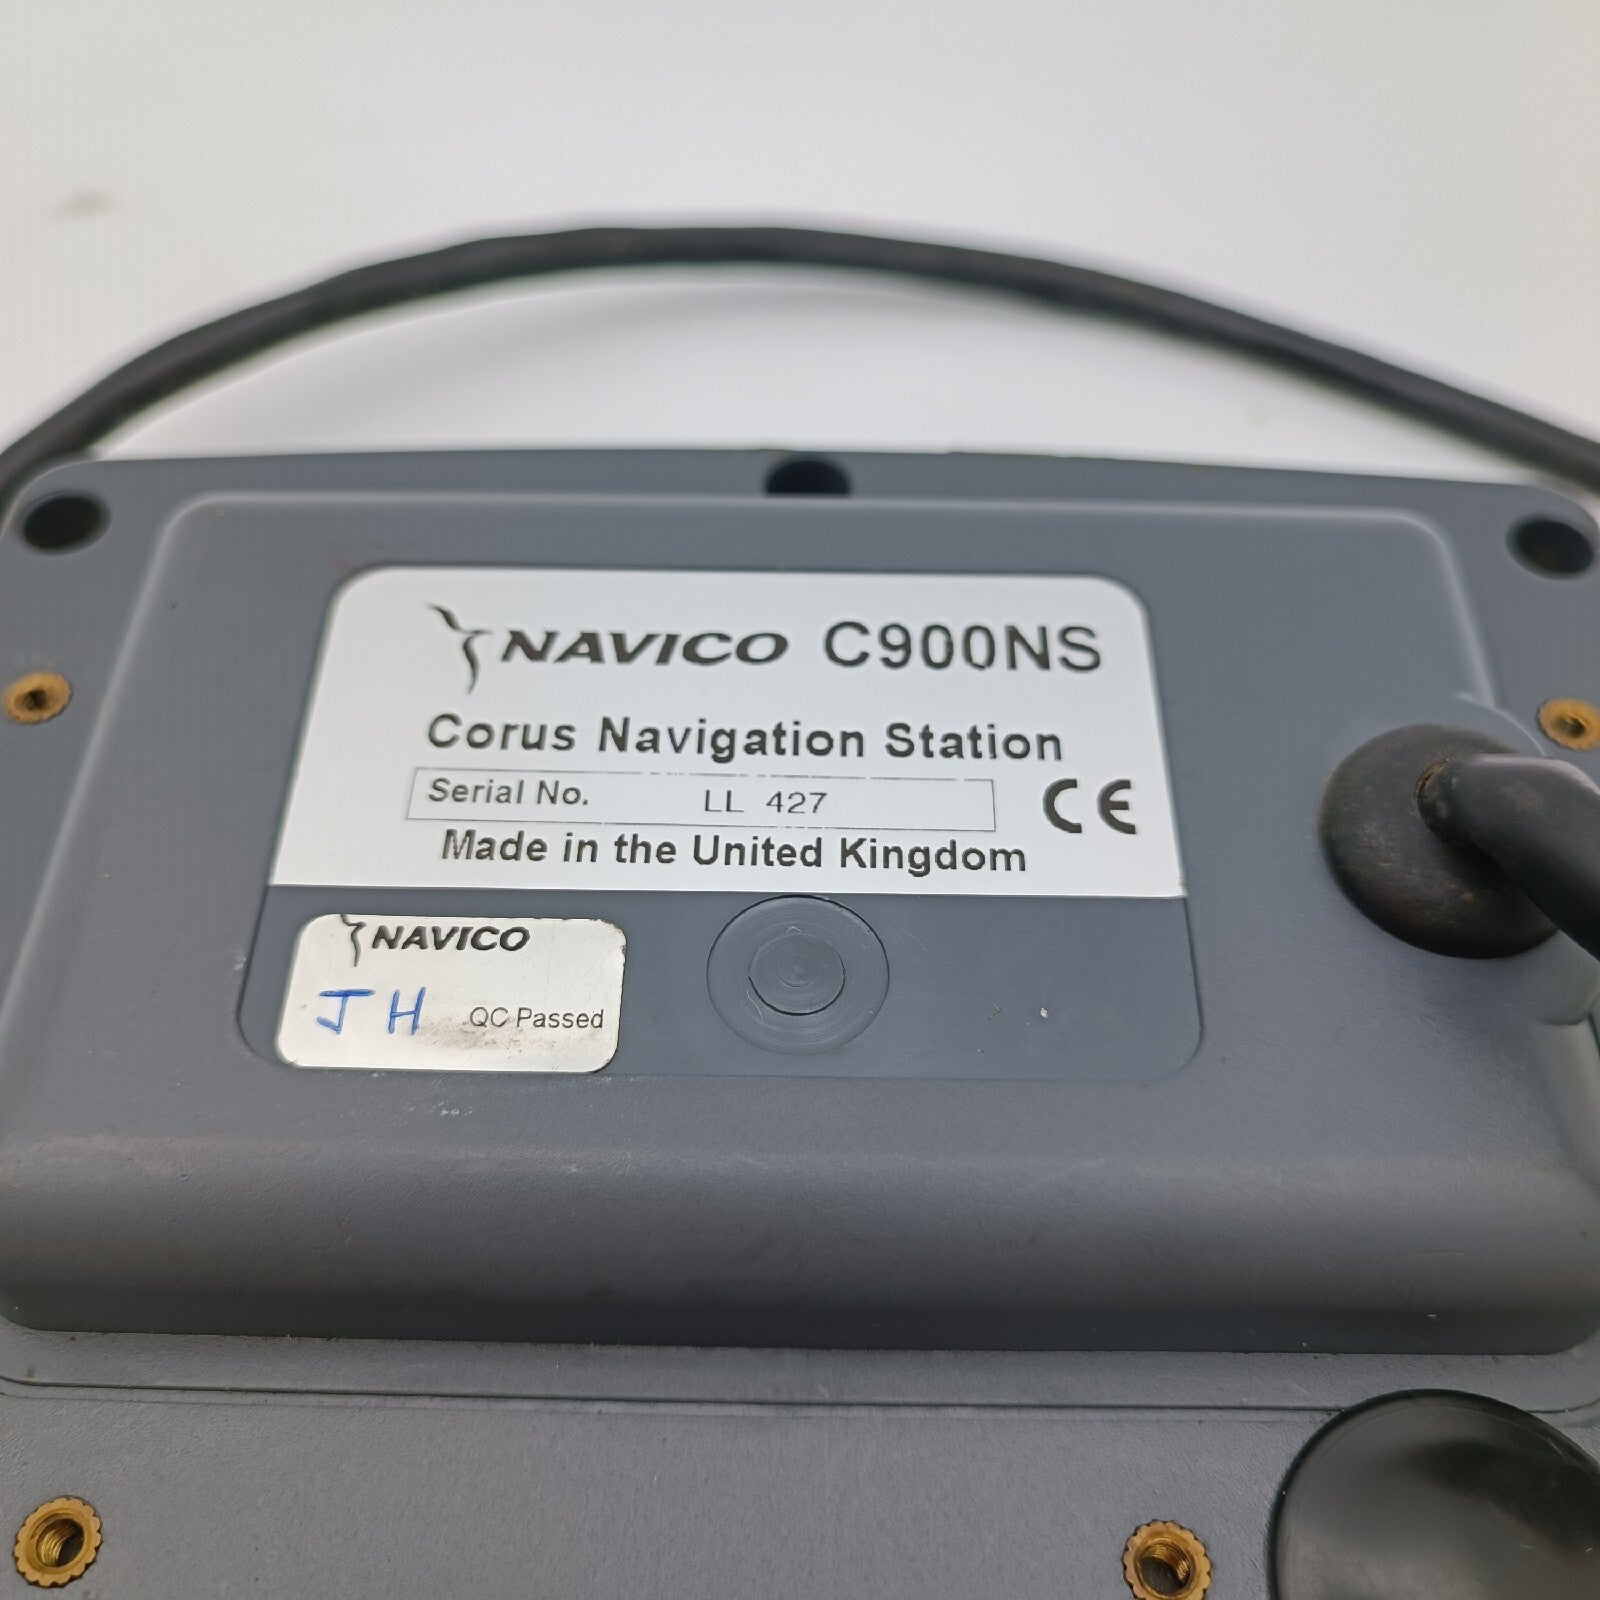 NAVICO C900NS
Corus Navigation Station
Serial No. LL 427
CE
Made in the United Kingdom
NAVICO
JH QC Passed